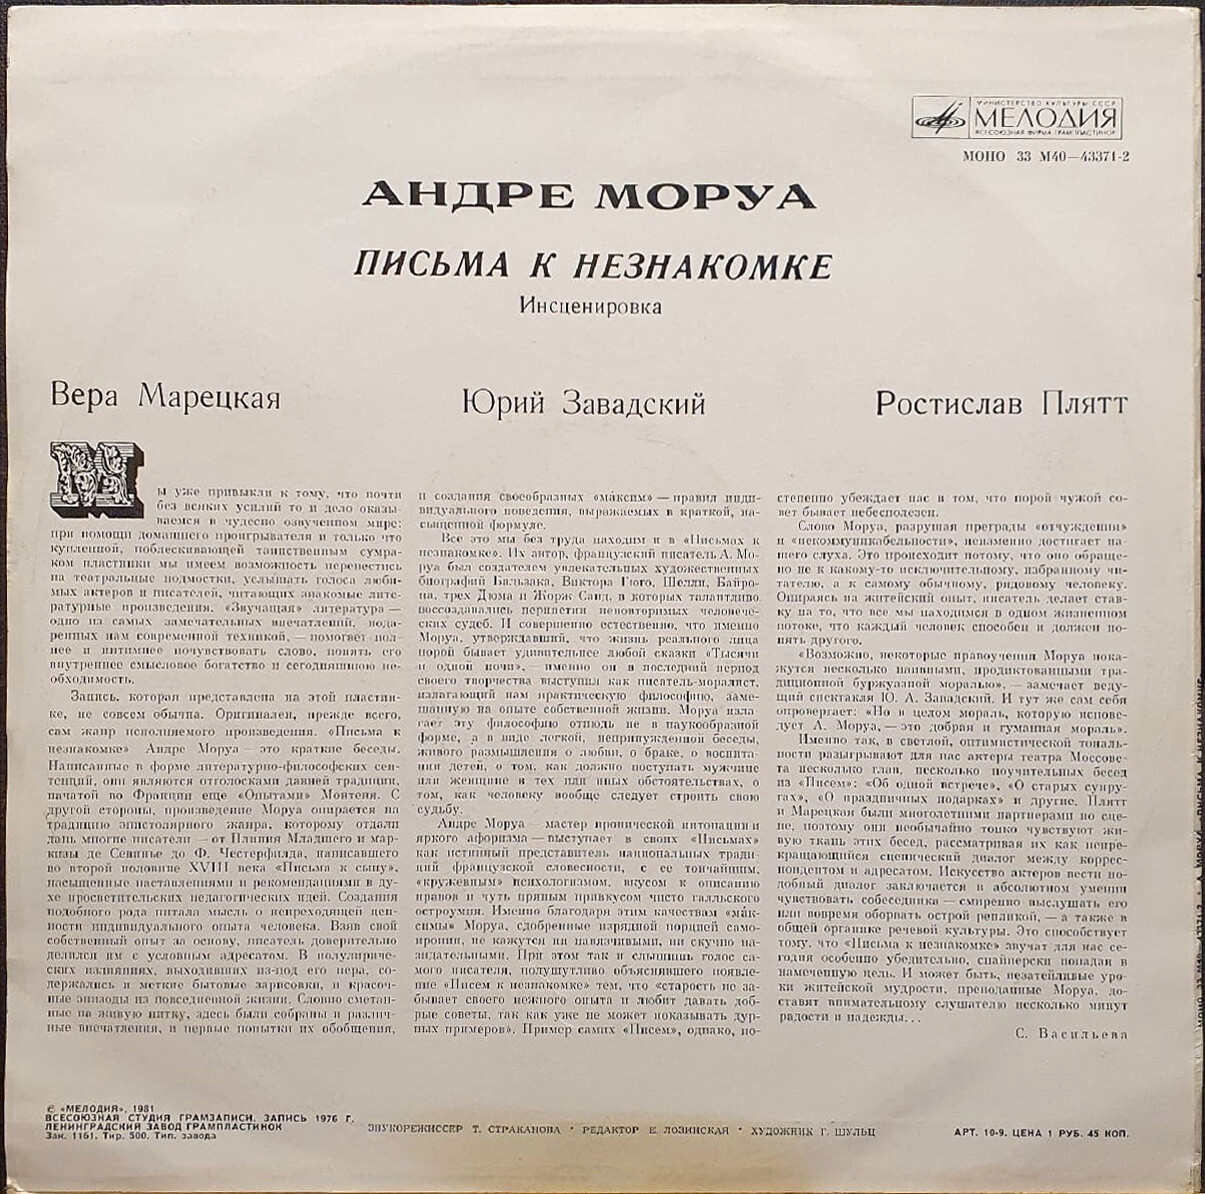 МИНИСТЕРСТВО КУЛЬТУРЫ СССР
МЕЛОДИЯ
ВСЕСОЮЗНАЯ ФИРМА ГРАМПЛАСТИНОК
МОНО 33 М40—43371-2
АНДРЕ МОРУА
ПИСЬМА К НЕЗНАКОМКЕ
Инсценировка
Вера Марецкая
Юрий Завадский
Ростислав Плятт
Мы уже привыкли к тому, что почти
без всяких усилий то и дело оказы-
ваемся в чудесно озвученном мире:
при помощи домашнего проигрывателя и только что
купленной, поблескивающей таинственным сумра-
ком пластинки мы имеем возможность перенестись
на театральные подмостки, услышать голоса люби-
мых актеров и писателей, читающих знакомые лите-
ратурные произведения. «Звучащая» литература —
одно из самых замечательных впечатлений, пода-
ренных нам современной техникой, — помогает пол-
нее и интимнее почувствовать слово, понять его
внутреннее смысловое богатство и сегодняшнюю не-
обходимость.
Запись, которая представлена на этой пластин-
ке, не совсем обычна. Оригинален, прежде всего,
сам жанр исполняемого произведения. «Письма к
незнакомке» Андре Моруа — это краткие беседы.
Написанные в форме литературно-философских сен-
тенций, они являются отголосками давней традиции,
начатой во Франции еще «Опытами» Монтеня. С
другой стороны, произведение Моруа опирается на
традицию эпистолярного жанра, которому отдали
дань многие писатели — от Плиния Младшего и мар-
кизы де Севинье до Ф. Честерфилда, написавшего
во второй половине XVIII века «Письма к сыну»,
насыщенные наставлениями и рекомендациями в ду-
хе просветительских педагогических идей. Создания
подобного рода питала мысль о непреходящей цен-
ности индивидуального опыта человека. Взяв свой
собственный опыт за основу, писатель доверительно
делился им с условным адресатом. В полулириче-
ских излияниях, выходивших из-под его пера, со-
держались и меткие бытовые зарисовки, и красоч-
ные эпизоды из повседневной жизни. Словно сметан-
ные на живую нитку, здесь были собраны и различ-
ные впечатления, и первые попытки их обобщения,
и создания своеобразных «ма́ксим» — правил инди-
видуального поведения, выражаемых в краткой, на-
сыщенной формуле.
Все это мы без труда находим и в «Письмах к
незнакомке». Их автор, французский писатель А. Мо-
руа был создателем увлекательных художественных
биографий Бальзака, Виктора Гюго, Шелли, Байро-
на, трех Дюма и Жорж Санд, в которых талантливо
воссоздавались перипетии неповторимых человече-
ских судеб. И совершенно естественно, что именно
Моруа, утверждавший, что жизнь реального лица
порой бывает удивительнее любой сказки «Тысячи
и одной ночи», — именно он в последний период
своего творчества выступил как писатель-моралист,
излагающий нам практическую философию, заме-
шанную на опыте собственной жизни. Моруа изла-
гает эту философию отнюдь не в наукообразной
форме, а в виде легкой, непринужденной беседы,
живого размышления о любви, о браке, о воспита-
нии детей, о том, как должно поступать мужчине
или женщине в тех или иных обстоятельствах, о
том, как человеку вообще следует строить свою
судьбу.
Андре Моруа — мастер иронической интонации и
яркого афоризма — выступает в своих «Письмах»
как истинный представитель национальных тради-
ций французской словесности, с ее тончайшим,
«кружевным» психологизмом, вкусом к описанию
нравов и чуть пряным привкусом чисто галльского
остроумия. Именно благодаря этим качествам «ма́к-
симы» Моруа, сдобренные изрядной порцией само-
иронии, не кажутся ни навязчивыми, ни скучно на-
зидательными. При этом так и слышишь голос са-
мого писателя, полушутливо объяснявшего появле-
ние «Писем к незнакомке» тем, что «старость не за-
бывает своего нежного опыта и любит давать доб-
рые советы, так как уже не может показывать дур-
ных примеров». Пример самих «Писем», однако, по-
степенно убеждает нас в том, что порой чужой со-
вет бывает небесполезен.
Слово Моруа, разрушая преграды «отчуждения»
и «некоммуникабельности», неизменно достигает на-
шего слуха. Это происходит потому, что оно обраще-
но не к какому-то исключительному, избранному чи-
тателю, а к самому обычному, рядовому человеку.
Опираясь на житейский опыт, писатель делает став-
ку на то, что все мы находимся в одном жизненном
потоке, что каждый человек способен и должен по-
нять другого.
«Возможно, некоторые нравоучения Моруа пока-
жутся несколько наивными, продиктованными тра-
диционной буржуазной моралью», — замечает веду-
щий спектакля Ю. А. Завадский. И тут же сам себя
опровергает: «Но в целом мораль, которую испове-
дует А. Моруа, — это добрая и гуманная мораль».
Именно так, в светлой, оптимистической тональ-
ности разыгрывают для нас актеры театра Моссове-
та несколько глав, несколько поучительных бесед
из «Писем»: «Об одной встрече», «О старых супру-
гах», «О праздничных подарках» и другие. Плятт
и Марецкая были многолетними партнерами по сце-
не, поэтому они необычайно тонко чувствуют жи-
вую ткань этих бесед, рассматривая их как непре-
кращающийся сценический диалог между коррес-
пондентом и адресатом. Искусство актеров вести по-
добный диалог заключается в абсолютном умении
чувствовать собеседника — смиренно выслушать его
или вовремя оборвать острой репликой, — а также в
общей органике речевой культуры. Это способствует
тому, что «Письма к незнакомке» звучат для нас се-
годня особенно убедительно, снайперски попадая в
намеченную цель. И может быть, незатейливые уро-
ки житейской мудрости, преподанные Моруа, до-
ставят внимательному слушателю несколько минут
радости и надежды...
С. Васильева
© «МЕЛОДИЯ», 1981
ВСЕСОЮЗНАЯ СТУДИЯ ГРАМЗАПИСИ. ЗАПИСЬ 1976 Г.
ЛЕНИНГРАДСКИЙ ЗАВОД ГРАМПЛАСТИНОК
Зак. 1161. Тир. 500. Тип. завода
ЗВУКОРЕЖИССЕР Т. СТРАКАНОВА • РЕДАКТОР Е. ЛОЗИНСКАЯ • ХУДОЖНИК Г. ШУЛЬЦ
АРТ. 10-9. ЦЕНА 1 РУБ. 45 КОП.